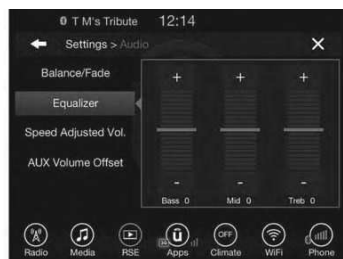 T M's Tribute 12:14
Settings > Audio
Balance/Fade
Equalizer
Speed Adjusted Vol.
AUX Volume Offset
+ + +
- - -
Bass 0 Mid 0 Treb 0
OFF
Radio Media RSE Apps Climate WiFi Phone